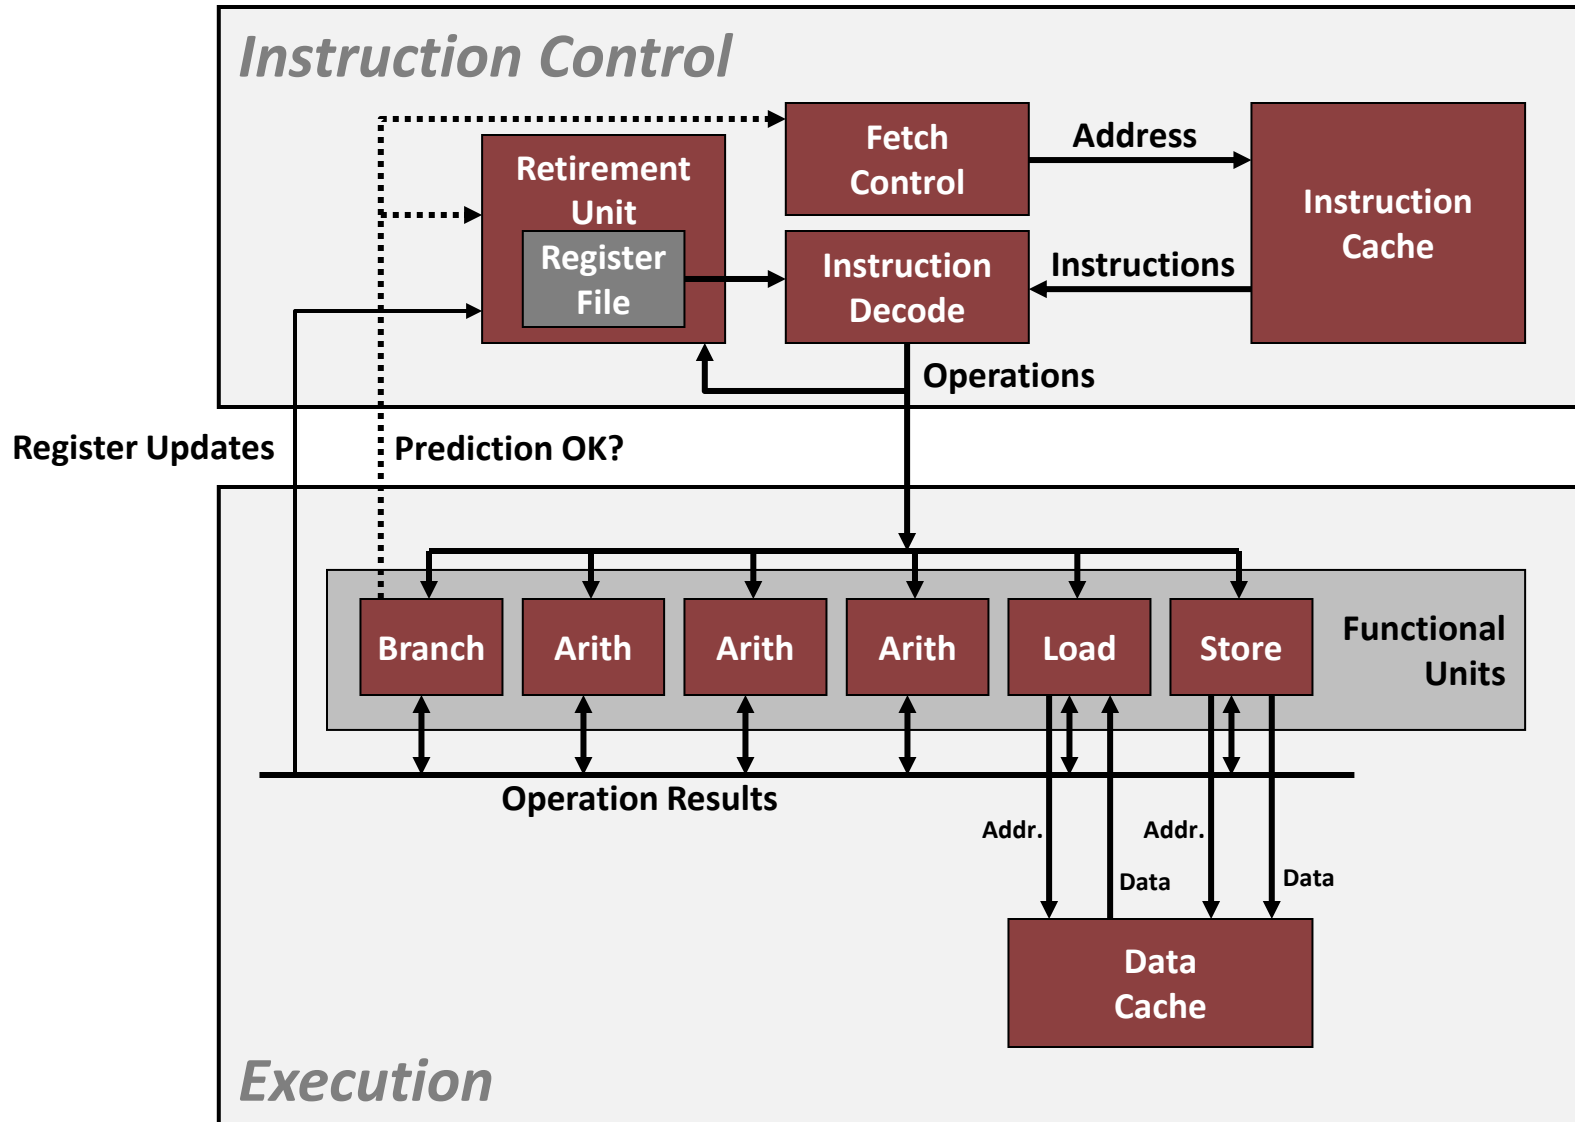 Instruction Control
Fetch
Control
Address
Instruction
Cache
Retirement
Unit
Register
File
Instruction
Decode
Instructions
Operations
Register Updates
Prediction OK?
Branch
Arith
Arith
Arith
Load
Store
Functional
Units
Operation Results
Addr.
Addr.
Data
Data
Data
Cache
Execution